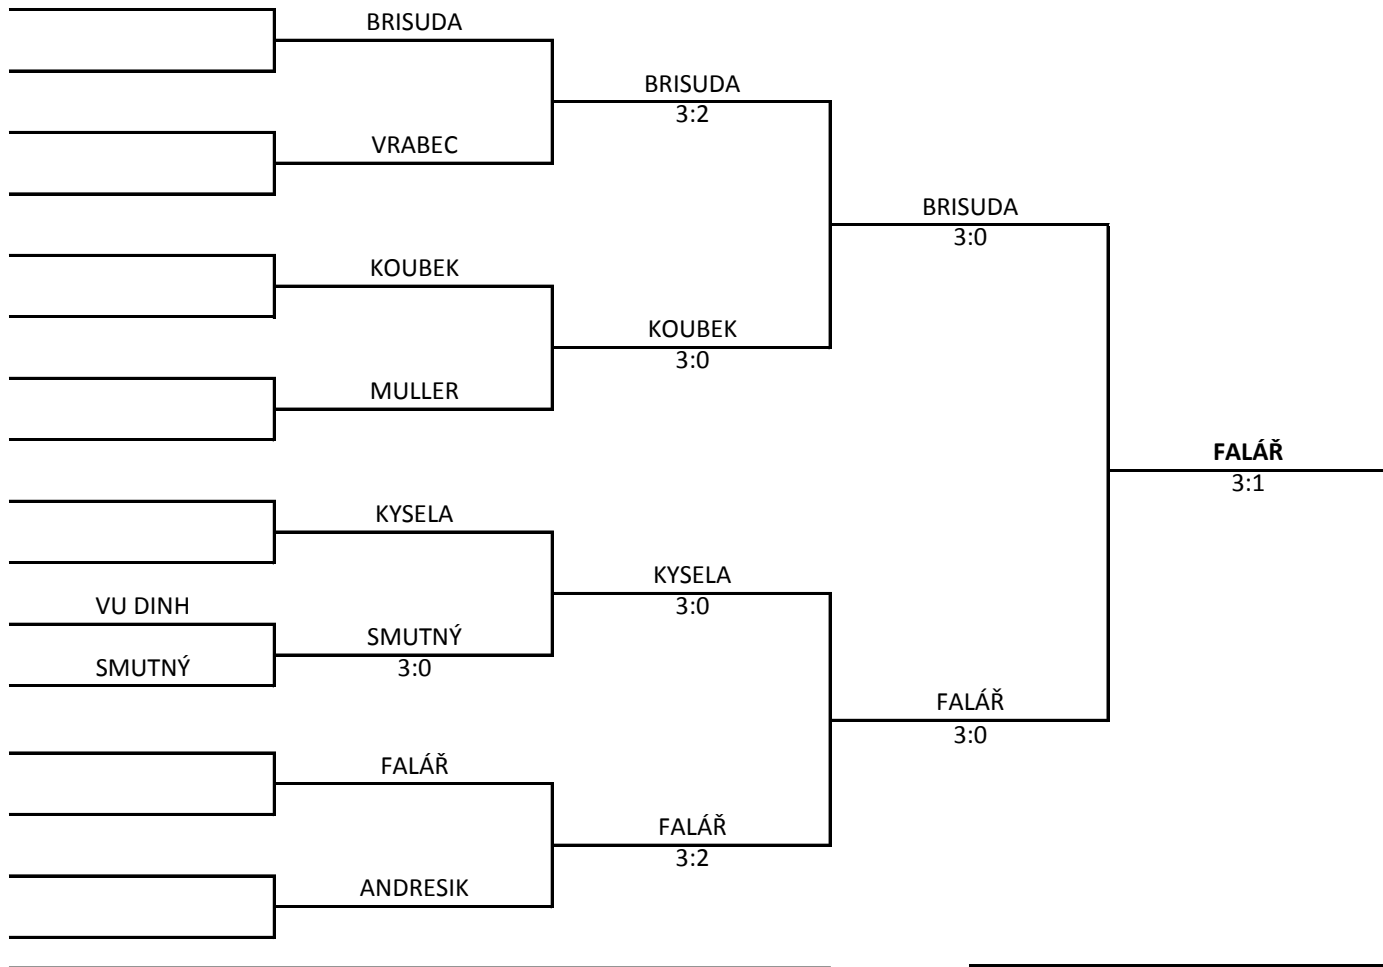 BRISUDA
BRISUDA
3:2
VRABEC
BRISUDA
3:0
KOUBEK
KOUBEK
3:0
MULLER
FALÁŘ
3:1
KYSELA
KYSELA
3:0
VU DINH
SMUTNÝ
3:0
SMUTNÝ
FALÁŘ
3:0
FALÁŘ
FALÁŘ
3:2
ANDRESIK